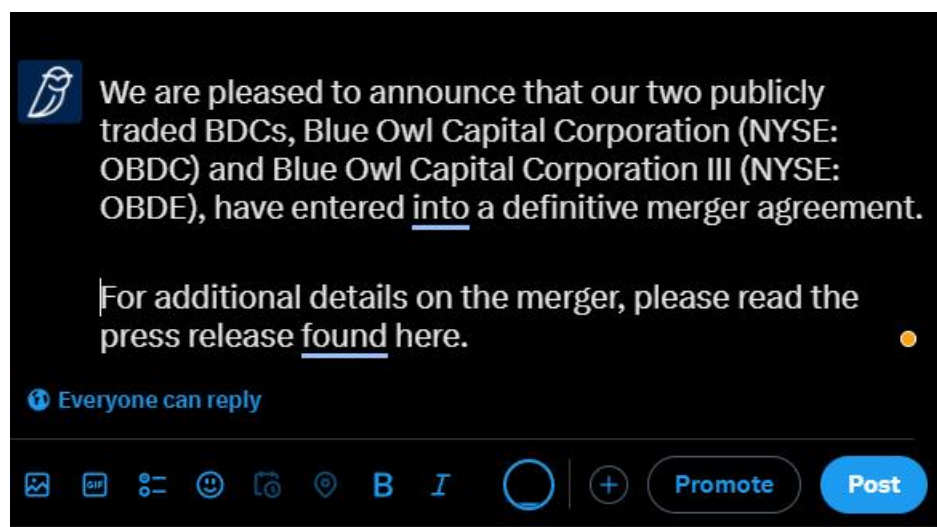 We are pleased to announce that our two publicly
traded BDCs, Blue Owl Capital Corporation (NYSE:
OBDC) and Blue Owl Capital Corporation III (NYSE:
OBDE), have entered into a definitive merger agreement.
For additional details on the merger, please read the
press release found here.
Everyone can reply
GIF B I + Promote Post